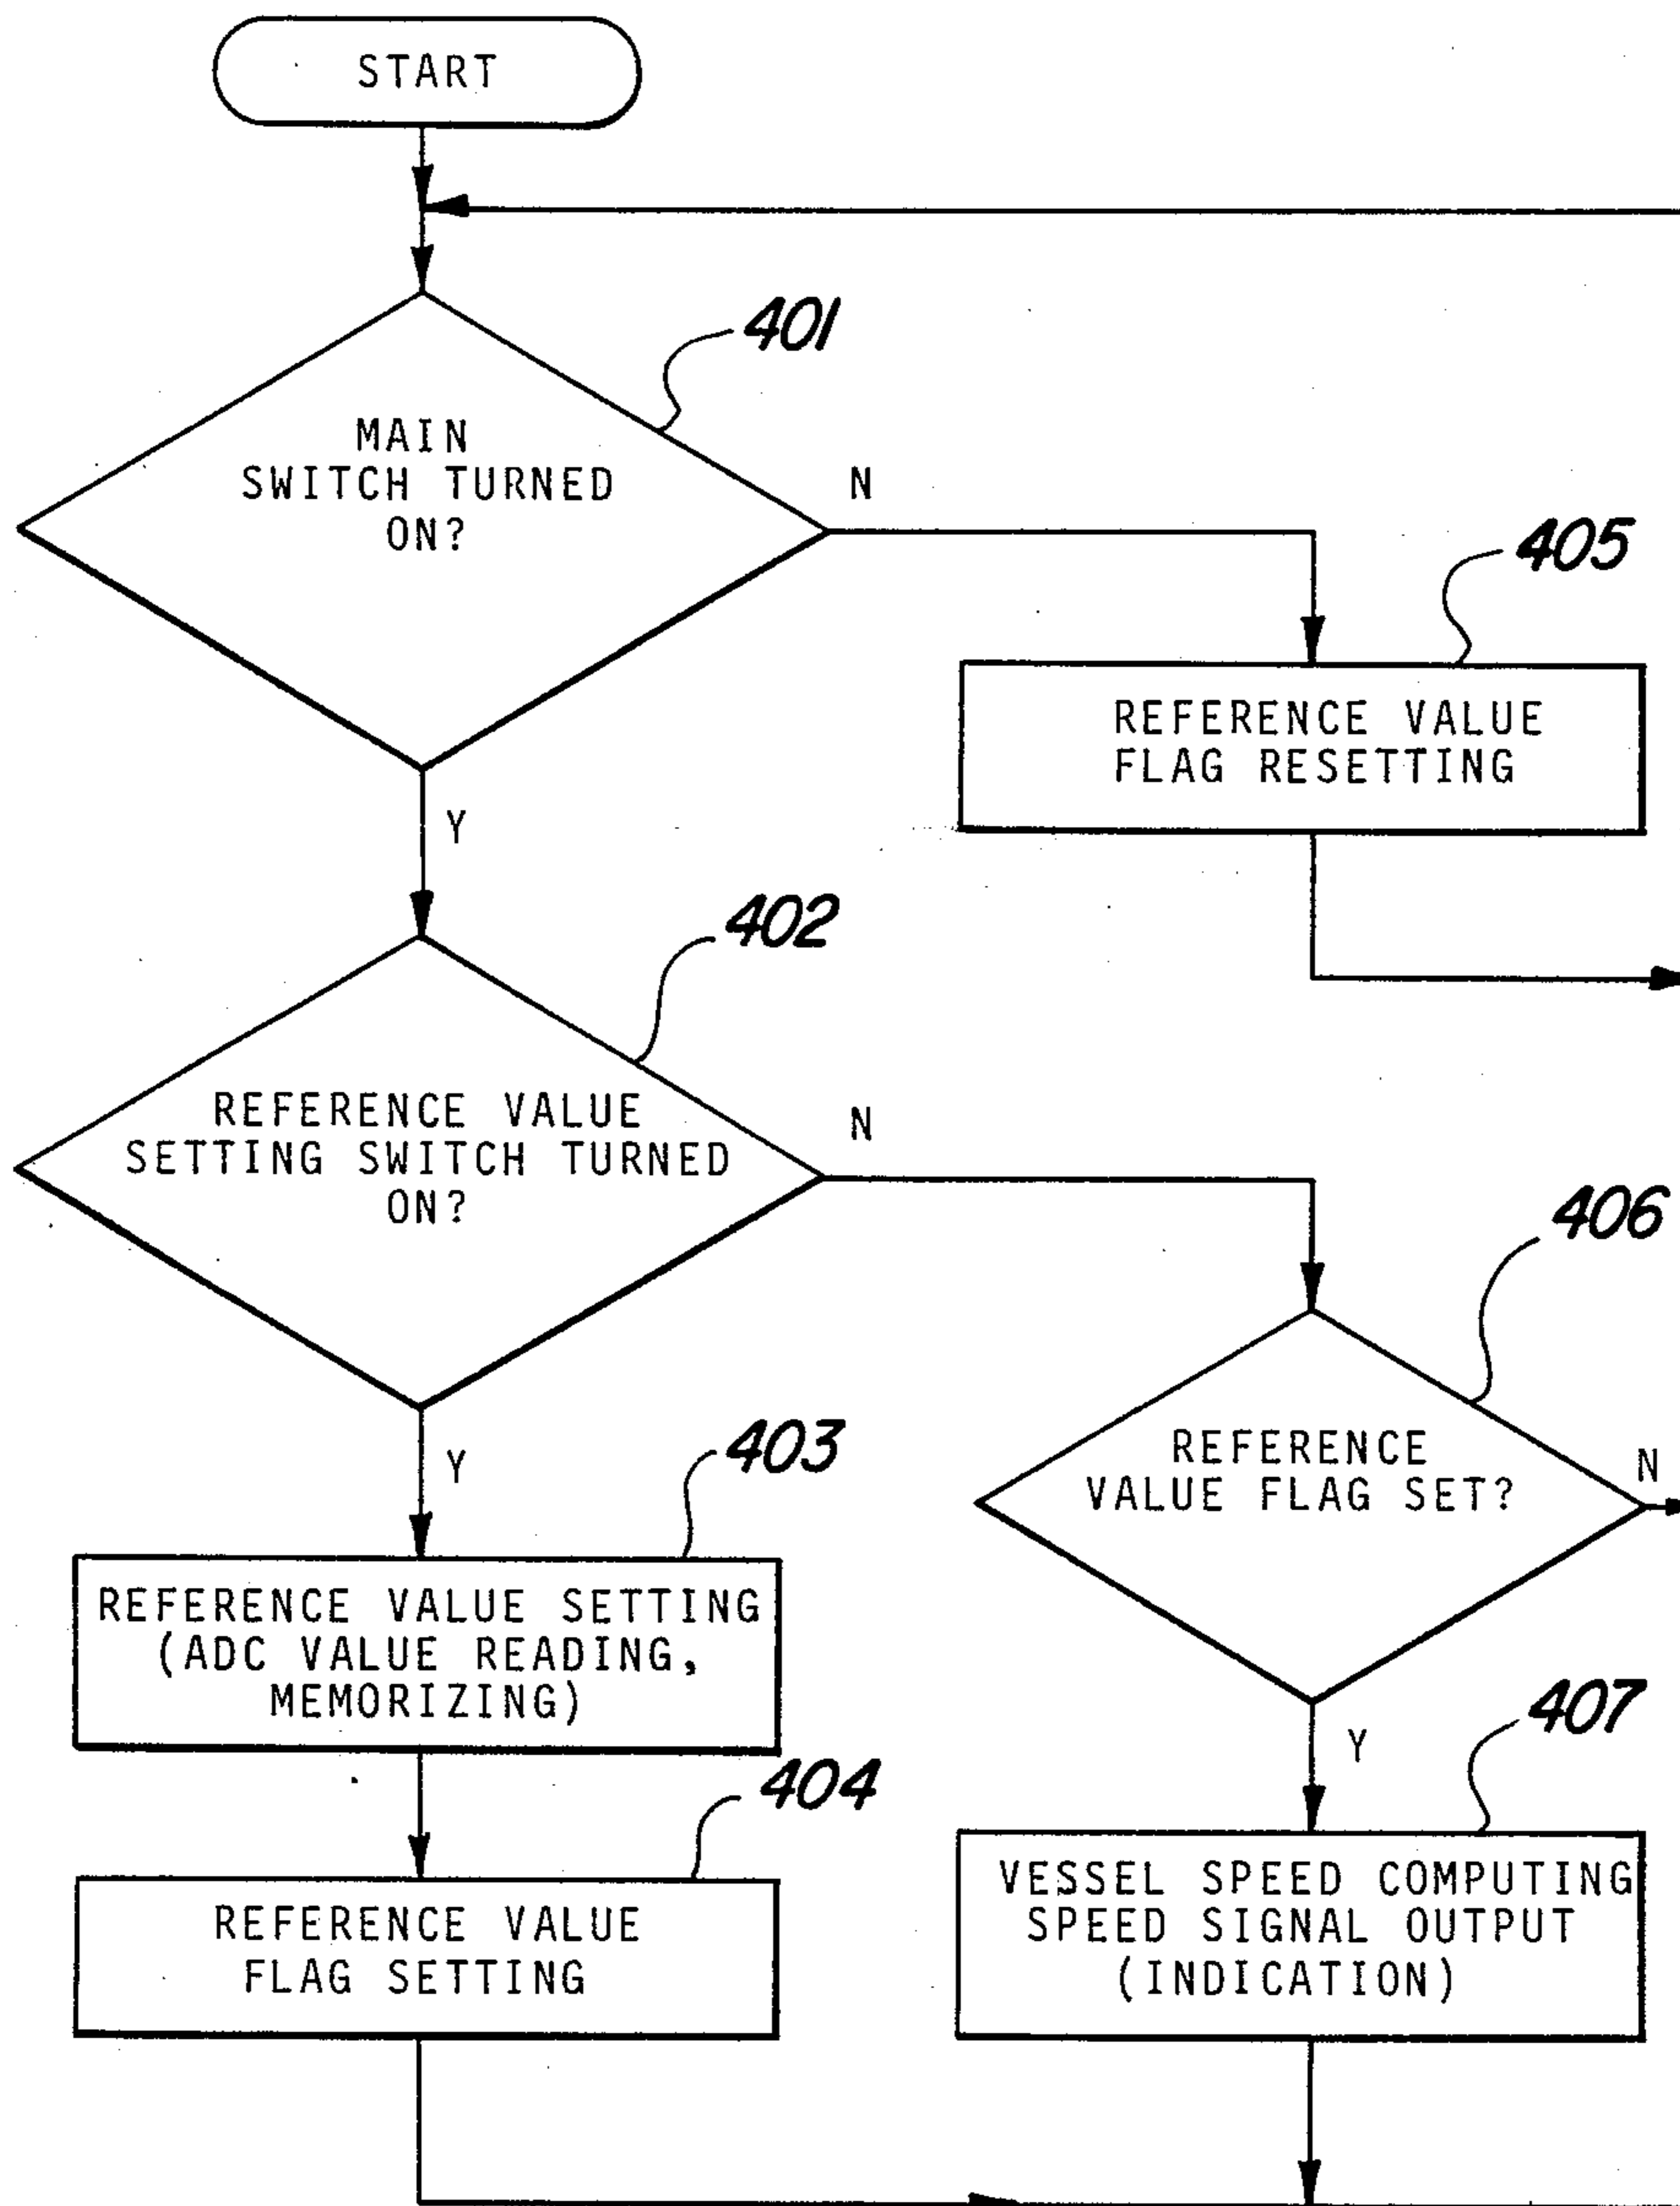 START
401
MAIN
SWITCH TURNED
ON?
N
405
REFERENCE VALUE
FLAG RESETTING
Y
402
REFERENCE VALUE
SETTING SWITCH TURNED
ON?
N
406
REFERENCE
VALUE FLAG SET?
N
Y
403
REFERENCE VALUE SETTING
(ADC VALUE READING,
MEMORIZING)
404
REFERENCE VALUE
FLAG SETTING
Y
407
VESSEL SPEED COMPUTING
SPEED SIGNAL OUTPUT
(INDICATION)